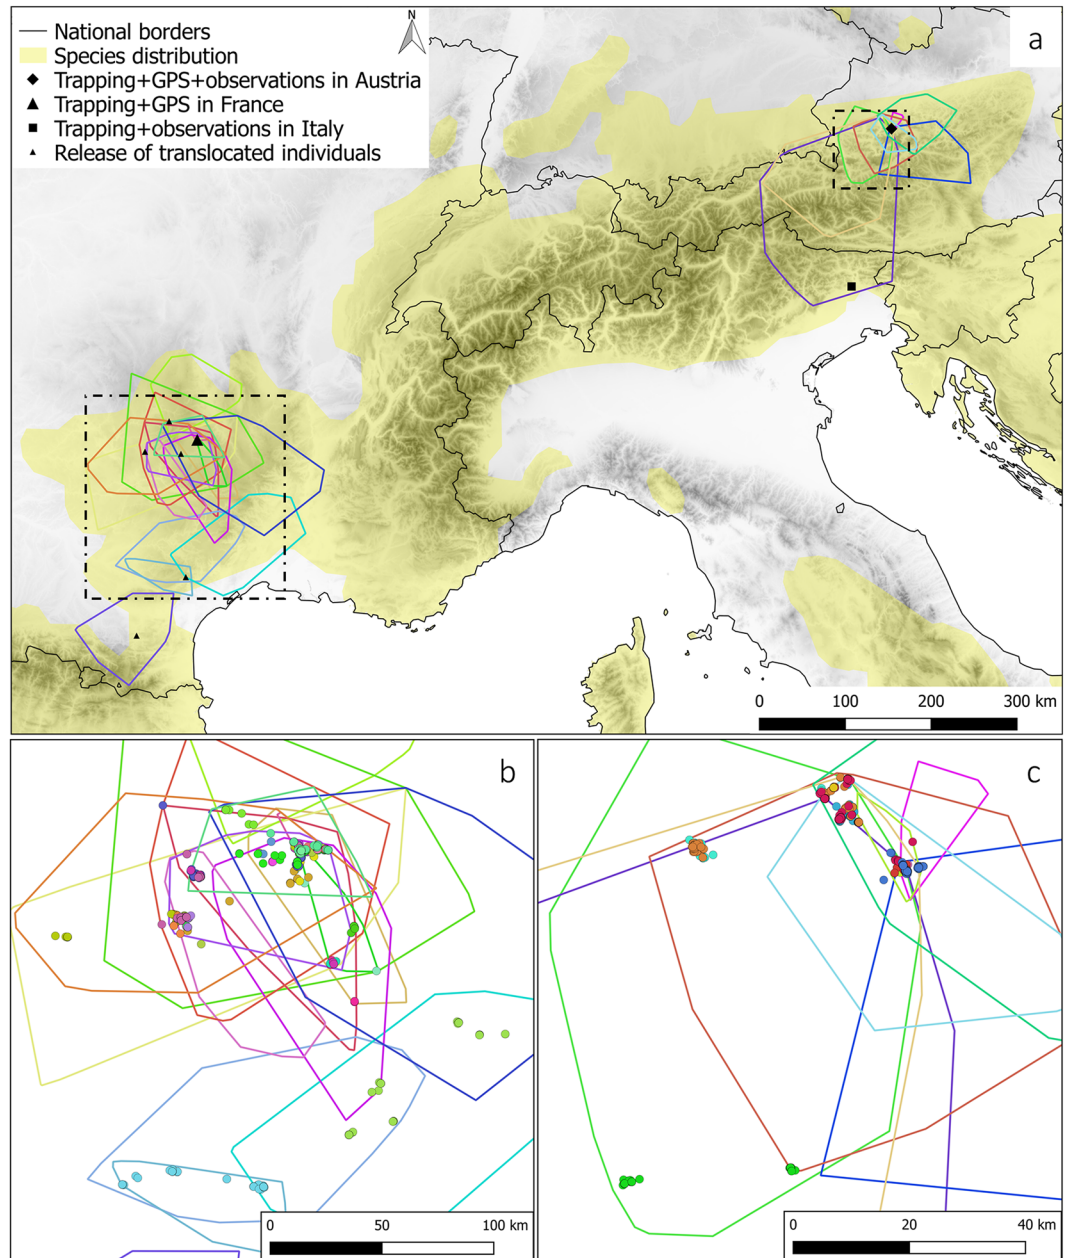 National borders
Species distribution
Trapping+GPS+observations in Austria
Trapping+GPS in France
Trapping+observations in Italy
Release of translocated individuals
N
a
0 100 200 300 km
b
0 50 100 km
c
0 20 40 km